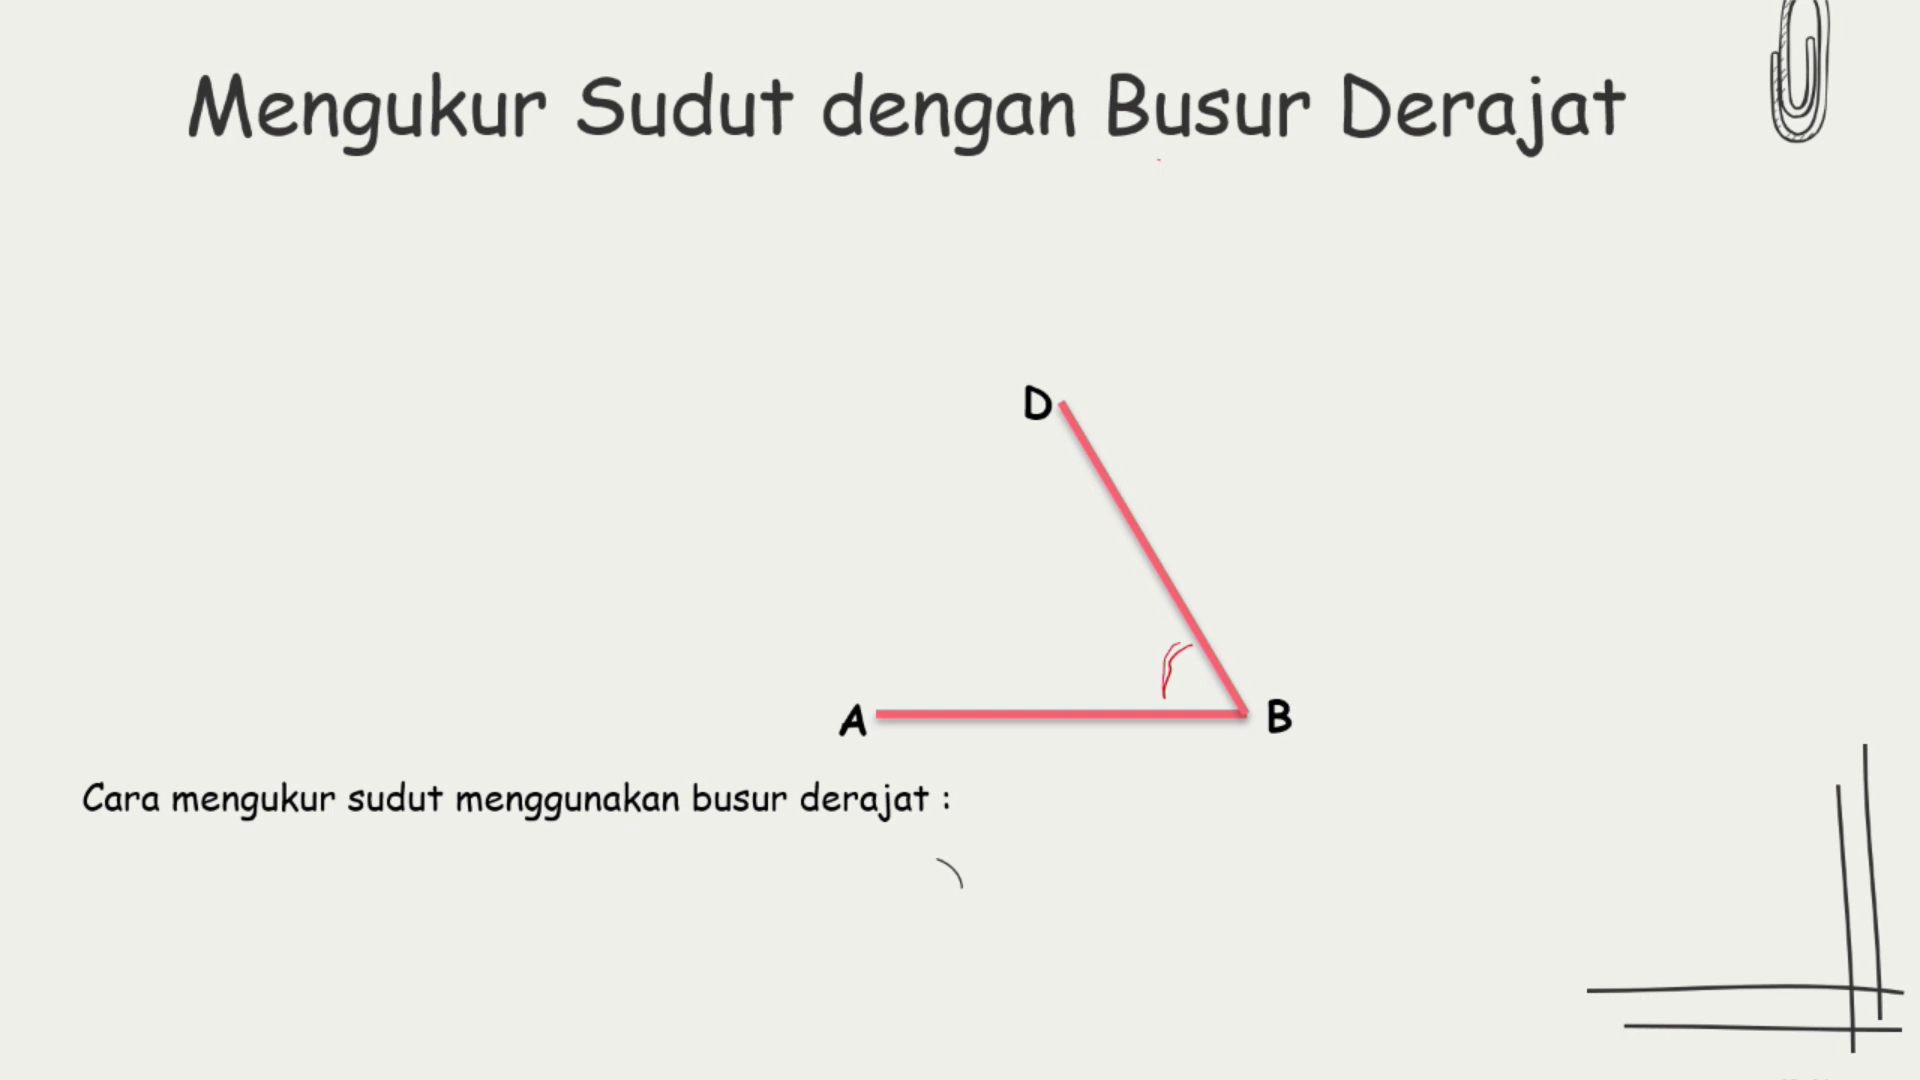 Mengukur Sudut dengan Busur Derajat
D
A
B
Cara mengukur sudut menggunakan busur derajat :